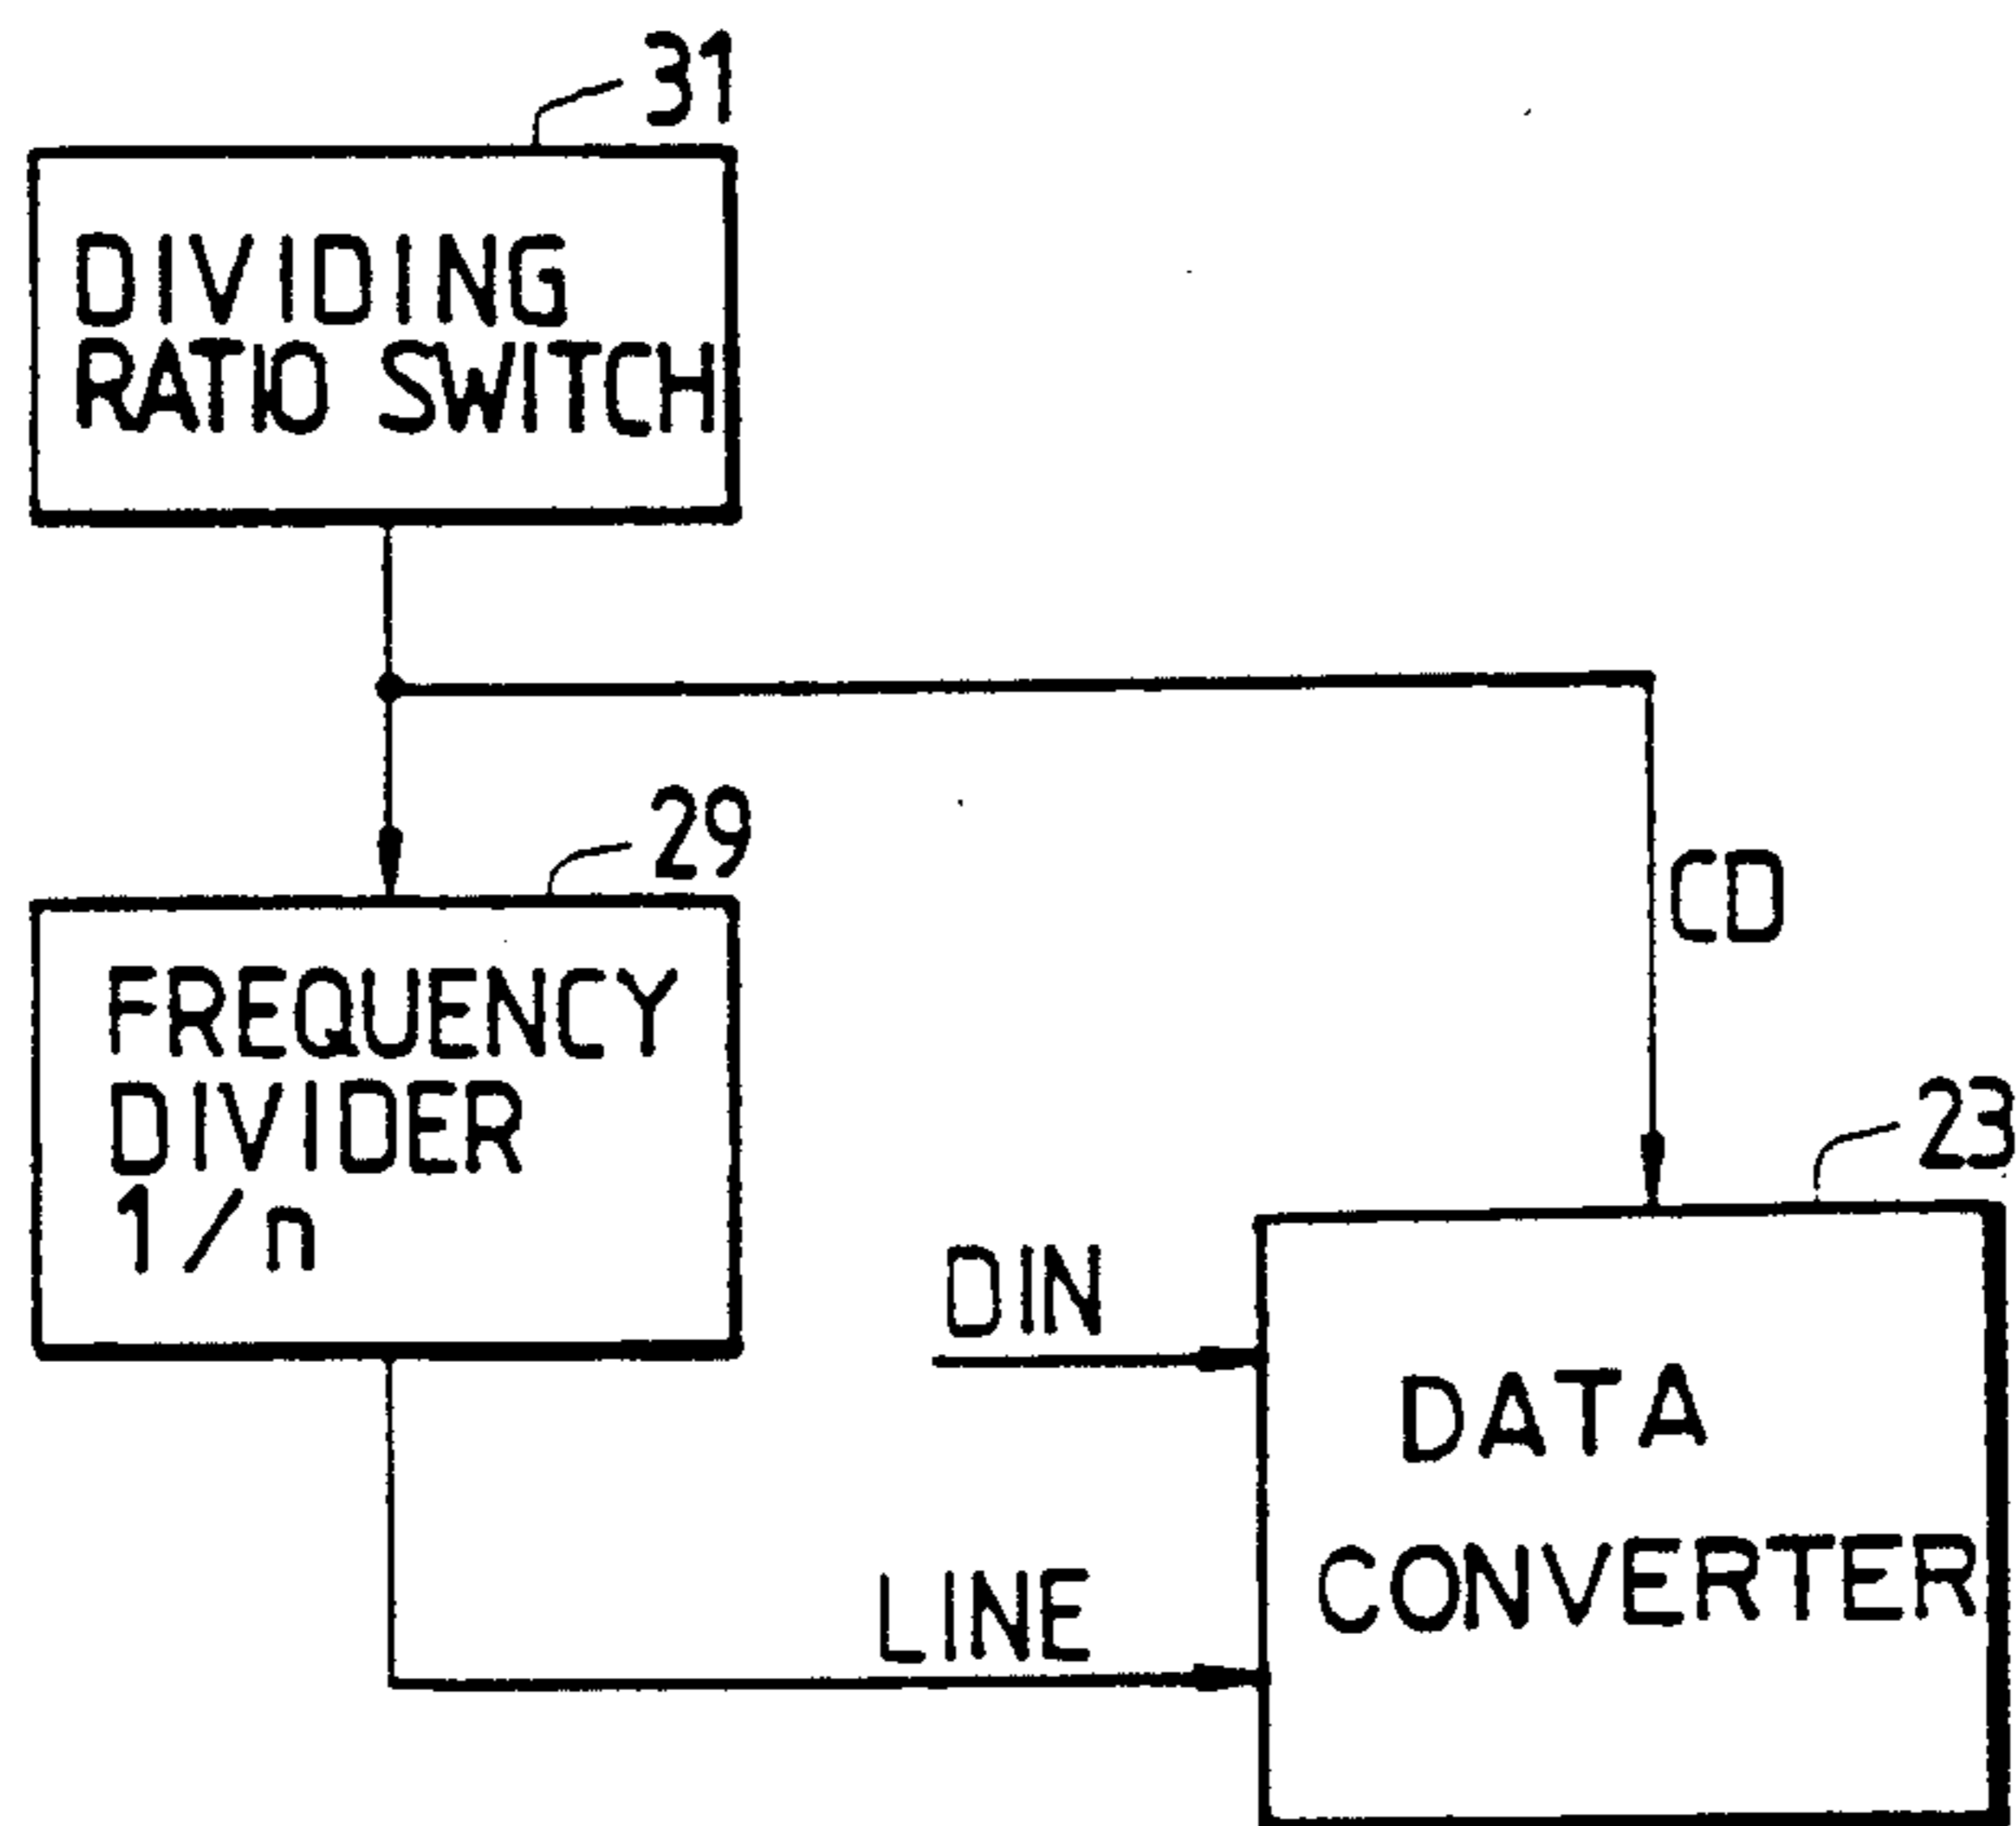 31
DIVIDING
RATIO SWITCH
29
FREQUENCY
DIVIDER
1/n
CD
23
DIN
DATA
CONVERTER
LINE